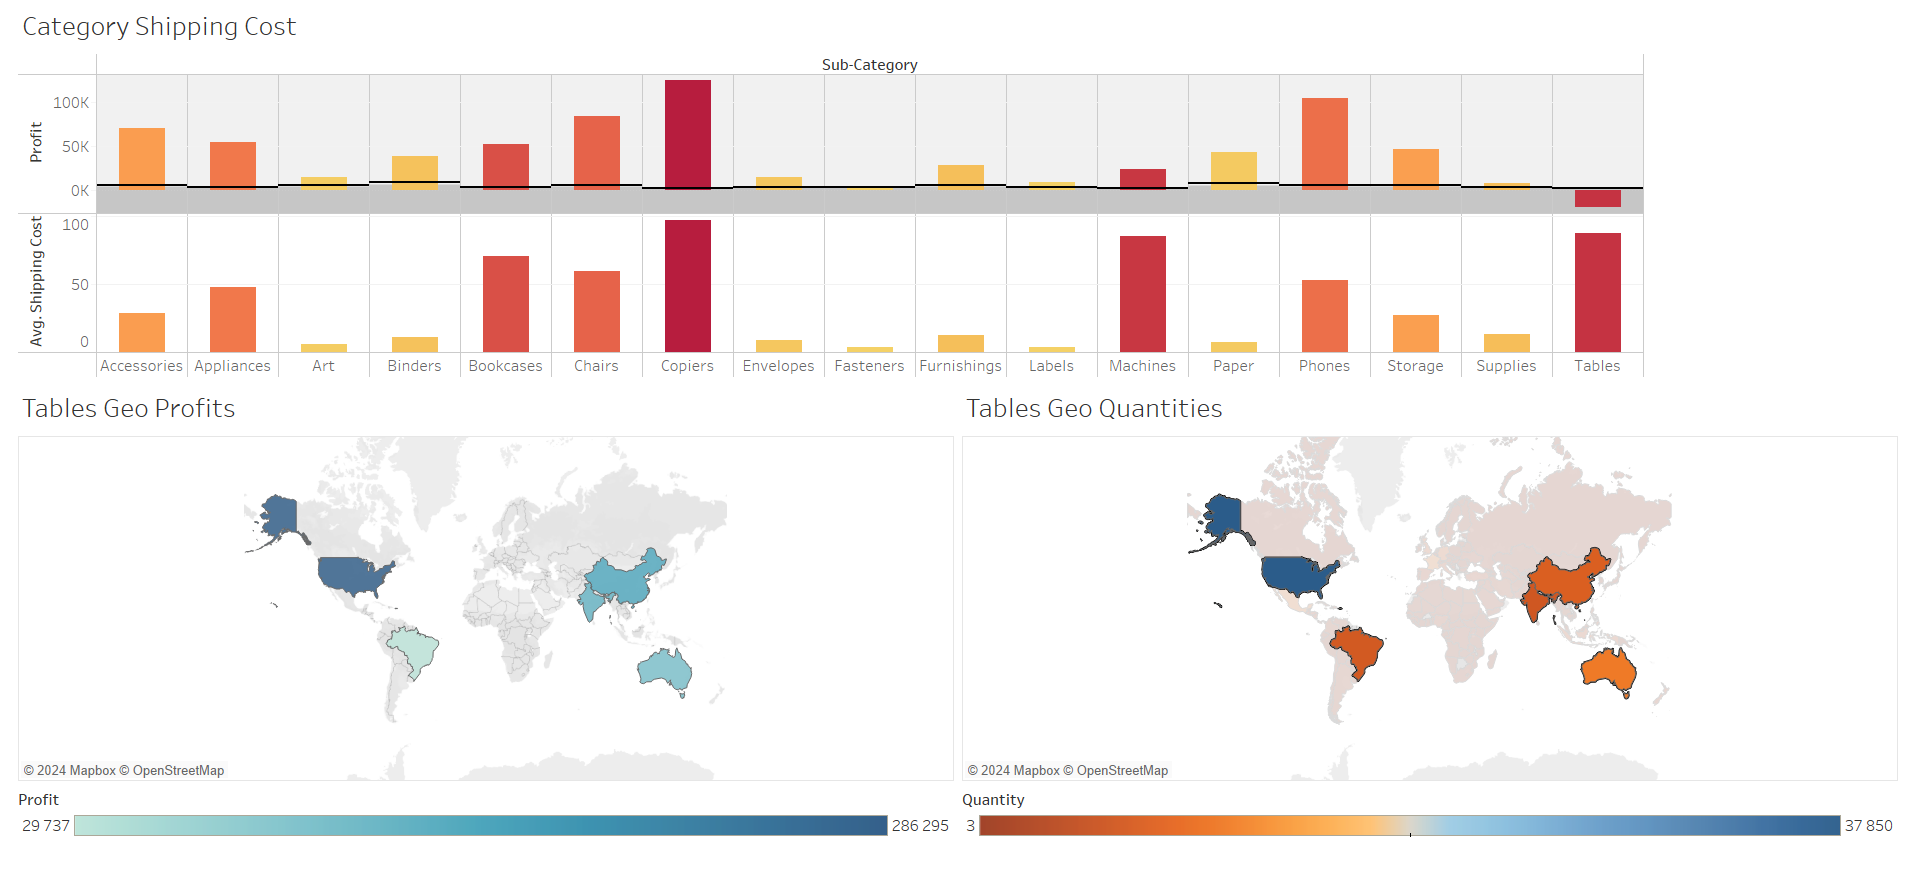 Category Shipping Cost
Sub-Category
Profit
100K
50K
0K
Avg. Shipping Cost
100
50
0
Accessories Appliances Art Binders Bookcases Chairs Copiers Envelopes Fasteners Furnishings Labels Machines Paper Phones Storage Supplies Tables
Tables Geo Profits
Tables Geo Quantities
© 2024 Mapbox © OpenStreetMap
© 2024 Mapbox © OpenStreetMap
Profit
29 737 286 295
Quantity
3 37 850